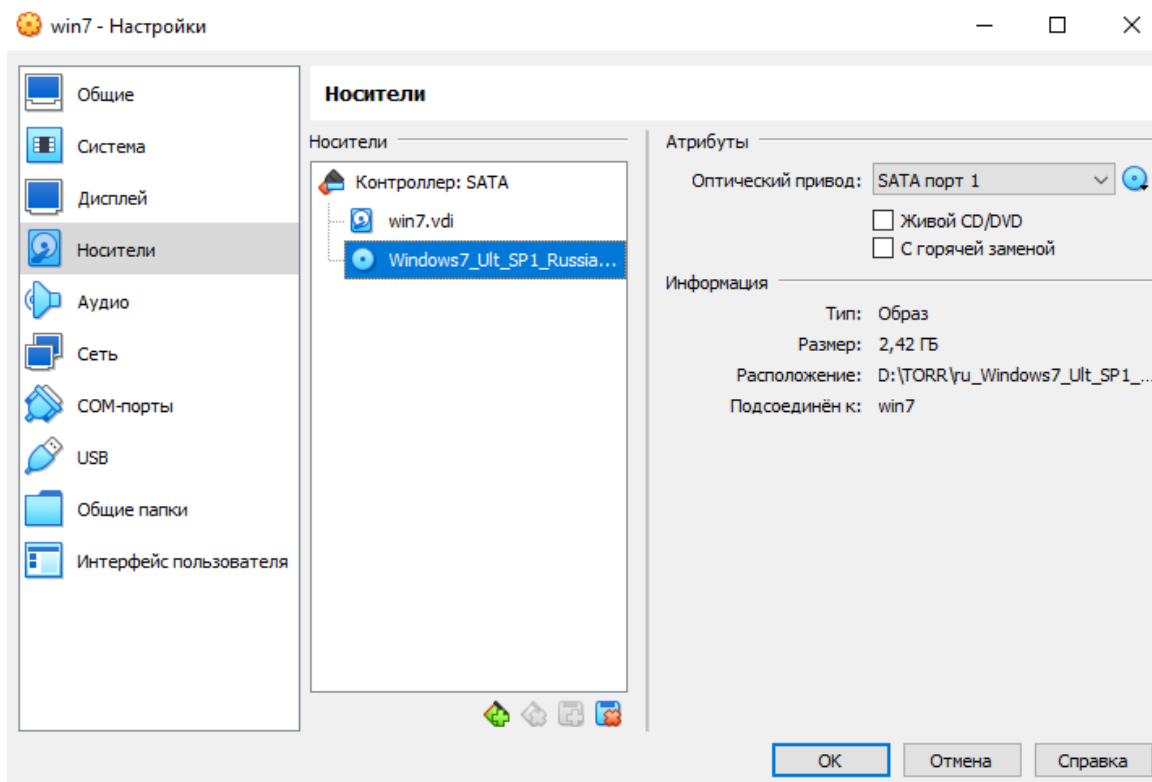 win7 - Настройки
Общие
Система
Дисплей
Носители
Аудио
Сеть
COM-порты
USB
Общие папки
Интерфейс пользователя
Носители
Носители
Контроллер: SATA
win7.vdi
Windows7_Ult_SP1_Russia...
Атрибуты
Оптический привод: SATA порт 1
Живой CD/DVD
С горячей заменой
Информация
Тип: Образ
Размер: 2,42 ГБ
Расположение: D:\TORR\ru_Windows7_Ult_SP1_...
Подсоединён к: win7
OK Отмена Справка